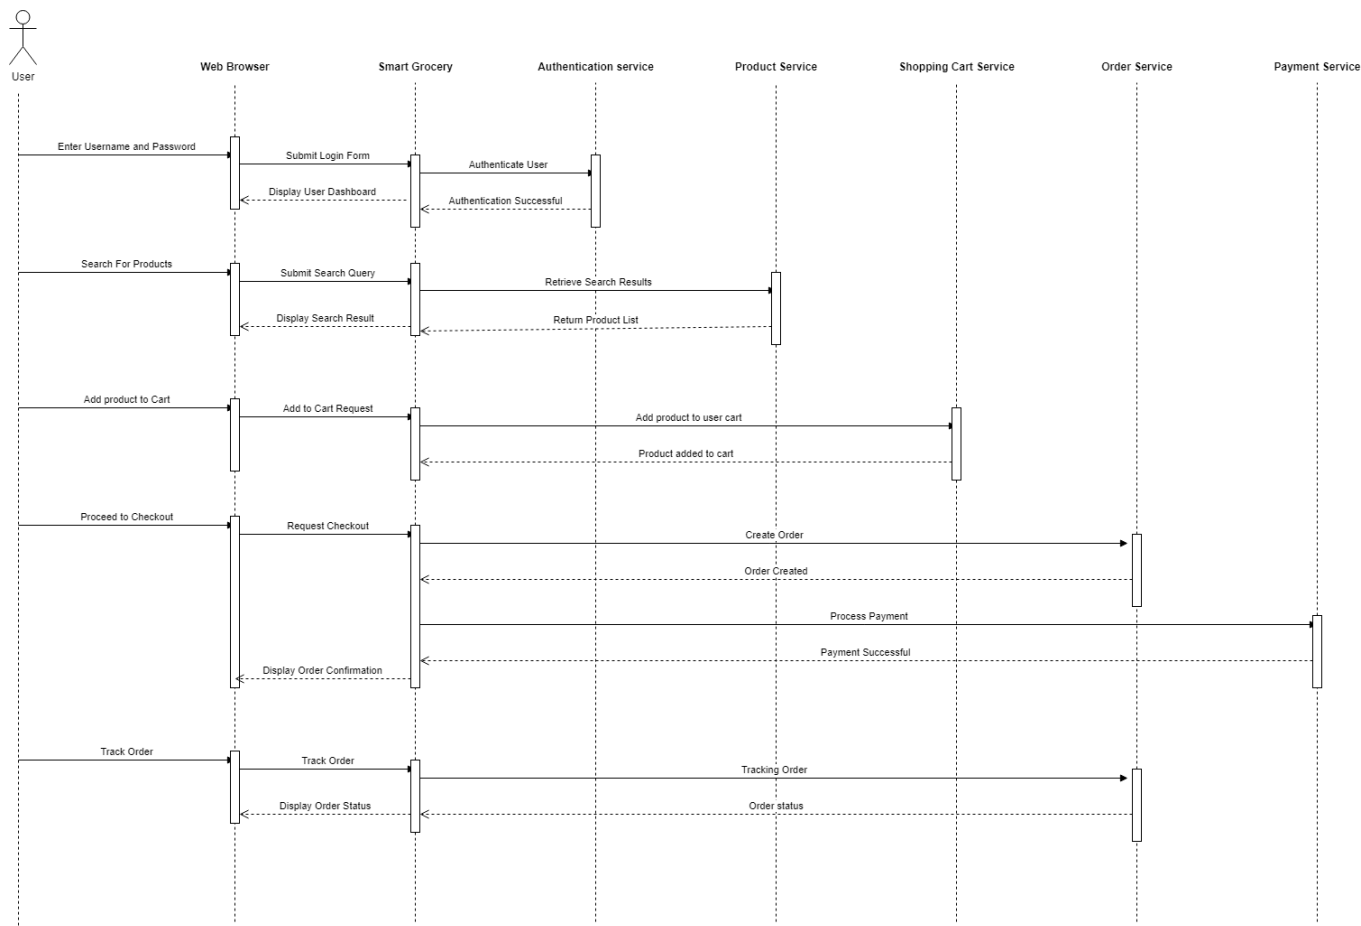 User
Web Browser
Smart Grocery
Authentication service
Product Service
Shopping Cart Service
Order Service
Payment Service
Enter Username and Password
Submit Login Form
Authenticate User
Display User Dashboard
Authentication Successful
Search For Products
Submit Search Query
Retrieve Search Results
Display Search Result
Return Product List
Add product to Cart
Add to Cart Request
Add product to user cart
Product added to cart
Proceed to Checkout
Request Checkout
Create Order
Order Created
Process Payment
Payment Successful
Display Order Confirmation
Track Order
Track Order
Tracking Order
Display Order Status
Order status